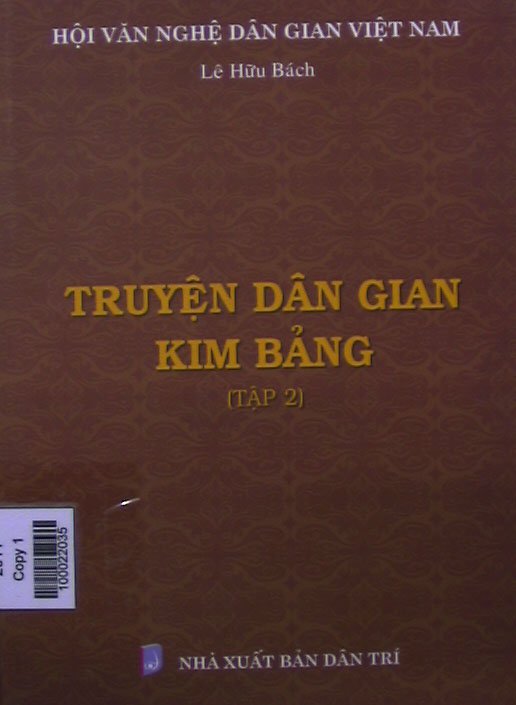 HỘI VĂN NGHỆ DÂN GIAN VIỆT NAM
Lê Hữu Bách
TRUYỆN DÂN GIAN
KIM BẢNG
(TẬP 2)
Copy 1
100022035
NHÀ XUẤT BẢN DÂN TRÍ